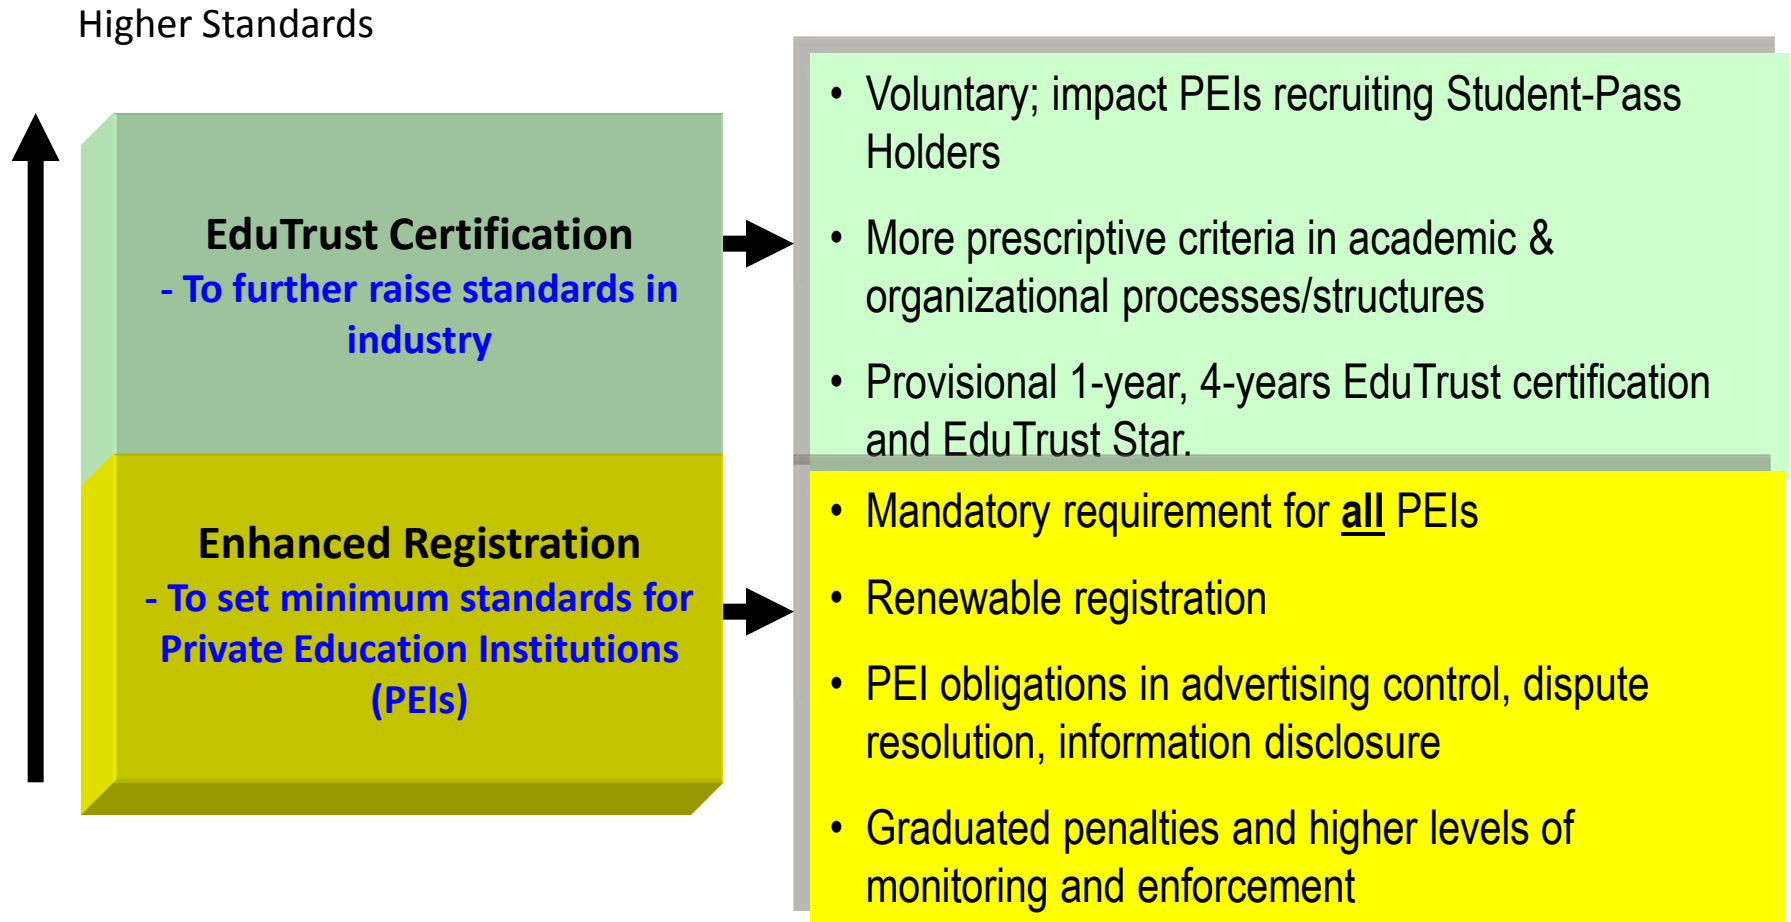 Higher Standards
EduTrust Certification
- To further raise standards in
industry
• Voluntary; impact PEIs recruiting Student-Pass
Holders
• More prescriptive criteria in academic &
organizational processes/structures
• Provisional 1-year, 4-years EduTrust certification
and EduTrust Star.
Enhanced Registration
- To set minimum standards for
Private Education Institutions
(PEIs)
• Mandatory requirement for all PEIs
• Renewable registration
• PEI obligations in advertising control, dispute
resolution, information disclosure
• Graduated penalties and higher levels of
monitoring and enforcement